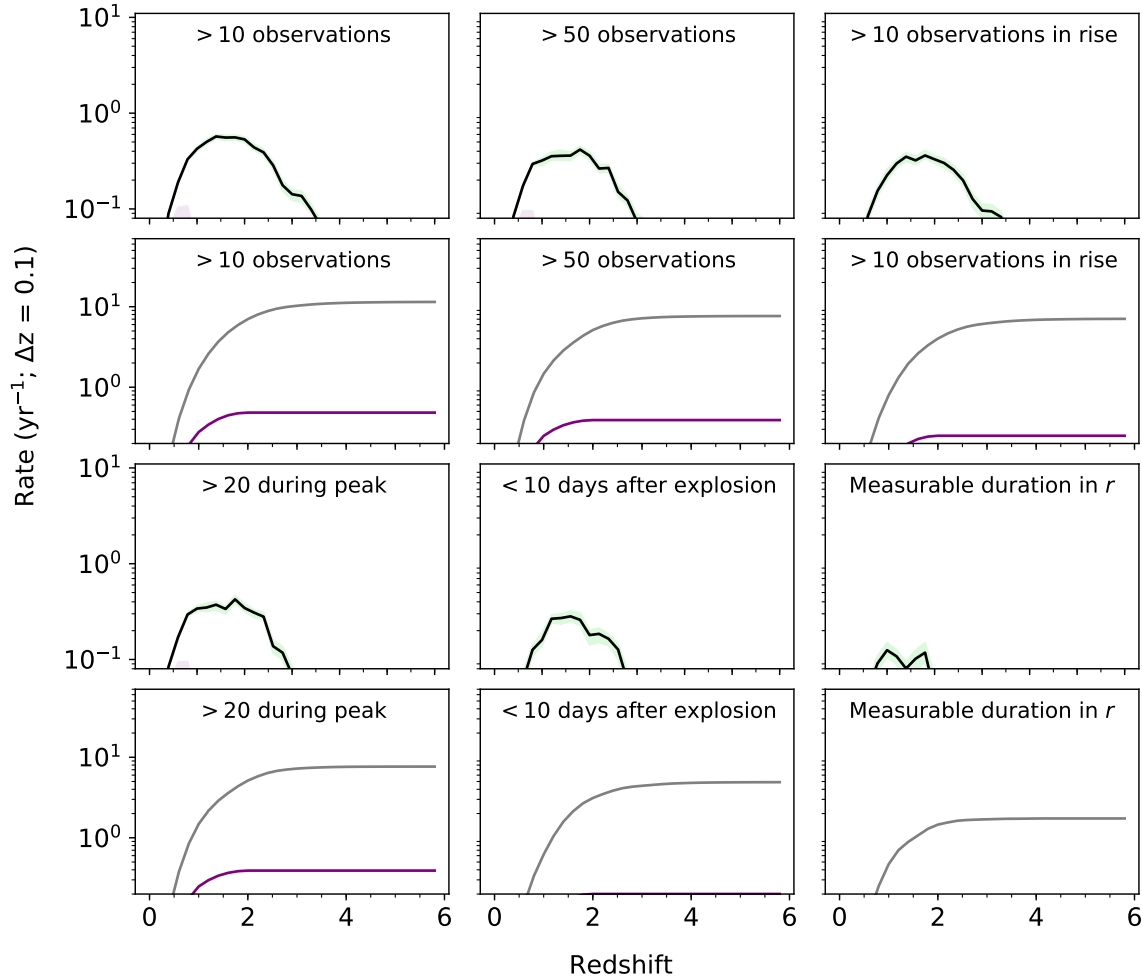 > 10 observations
> 50 observations
> 10 observations in rise
10¹
10⁰
10⁻¹
> 10 observations
> 50 observations
> 10 observations in rise
10¹
10⁰
Rate (yr⁻¹; Δz = 0.1)
> 20 during peak
< 10 days after explosion
Measurable duration in r
10¹
10⁰
10⁻¹
> 20 during peak
< 10 days after explosion
Measurable duration in r
10¹
10⁰
0 2 4 6 0 2 4 6 0 2 4 6
Redshift